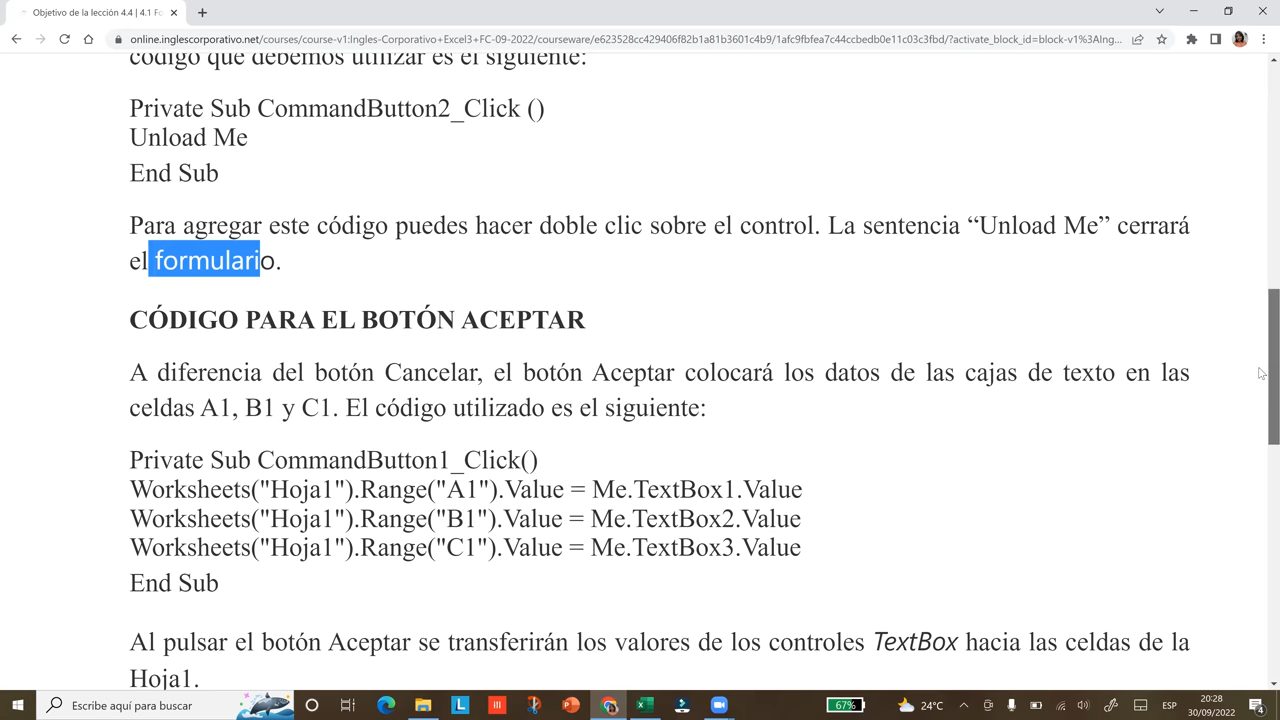 Objetivo de la lección 4.4 | 4.1 Fo
online.inglescorporativo.net/courses/course-v1:Ingles-Corporativo+Excel3+FC-09-2022/courseware/e623528cc429406f82b1a81b3601c4b9/1afc9fbfea7c44ccbedb0e11c03c3fbd/?activate_block_id=block-v1%3AIng...
código que debemos utilizar es el siguiente:
Private Sub CommandButton2_Click ()
Unload Me
End Sub
Para agregar este código puedes hacer doble clic sobre el control. La sentencia “Unload Me” cerrará
el formulario.
CÓDIGO PARA EL BOTÓN ACEPTAR
A diferencia del botón Cancelar, el botón Aceptar colocará los datos de las cajas de texto en las
celdas A1, B1 y C1. El código utilizado es el siguiente:
Private Sub CommandButton1_Click()
Worksheets("Hoja1").Range("A1").Value = Me.TextBox1.Value
Worksheets("Hoja1").Range("B1").Value = Me.TextBox2.Value
Worksheets("Hoja1").Range("C1").Value = Me.TextBox3.Value
End Sub
Al pulsar el botón Aceptar se transferirán los valores de los controles TextBox hacia las celdas de la
Hoja1.
Escribe aquí para buscar
67%
24°C
ESP
20:28
30/09/2022
4